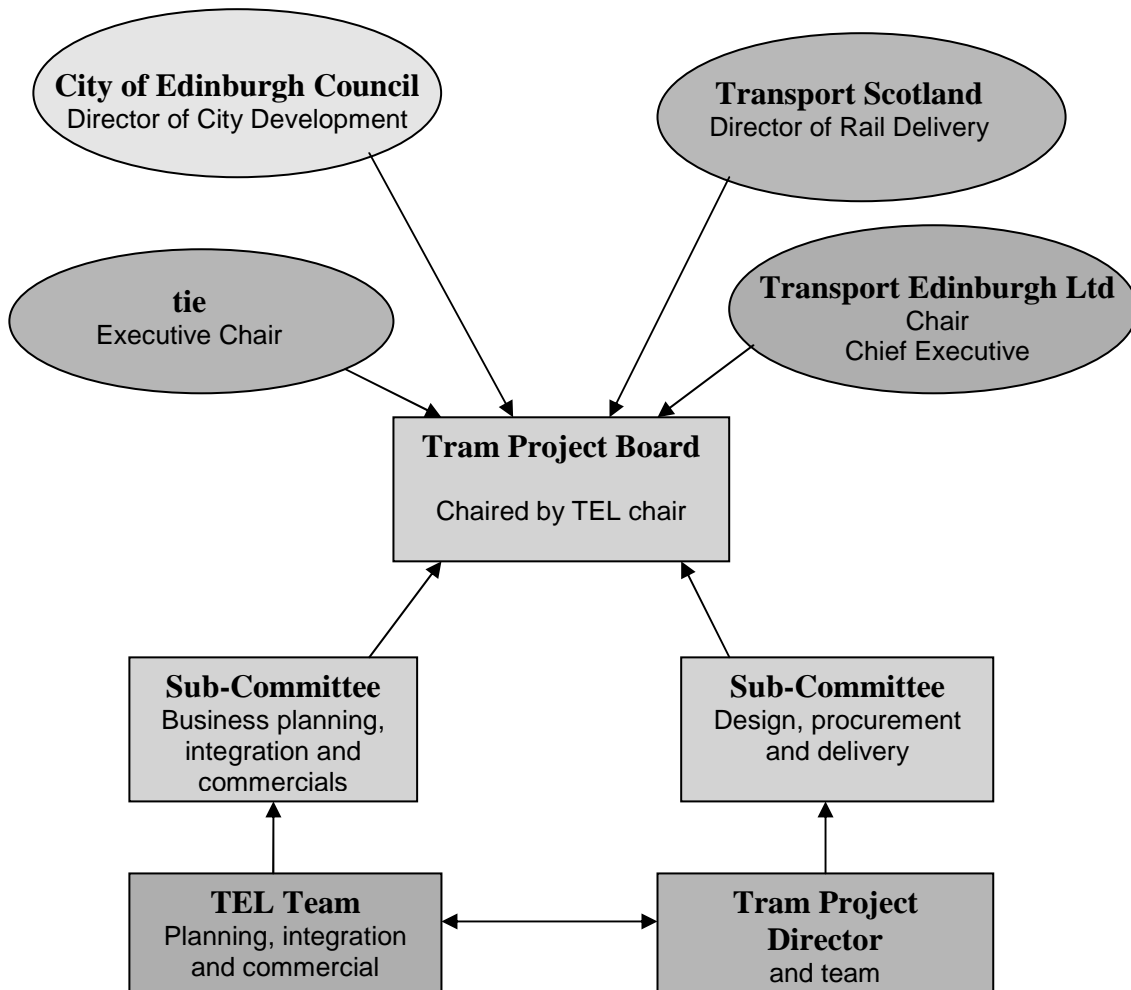 City of Edinburgh Council
Director of City Development
Transport Scotland
Director of Rail Delivery
tie
Executive Chair
Transport Edinburgh Ltd
Chair
Chief Executive
Tram Project Board
Chaired by TEL chair
Sub-Committee
Business planning,
integration and
commercials
Sub-Committee
Design, procurement
and delivery
TEL Team
Planning, integration
and commercial
Tram Project
Director
and team